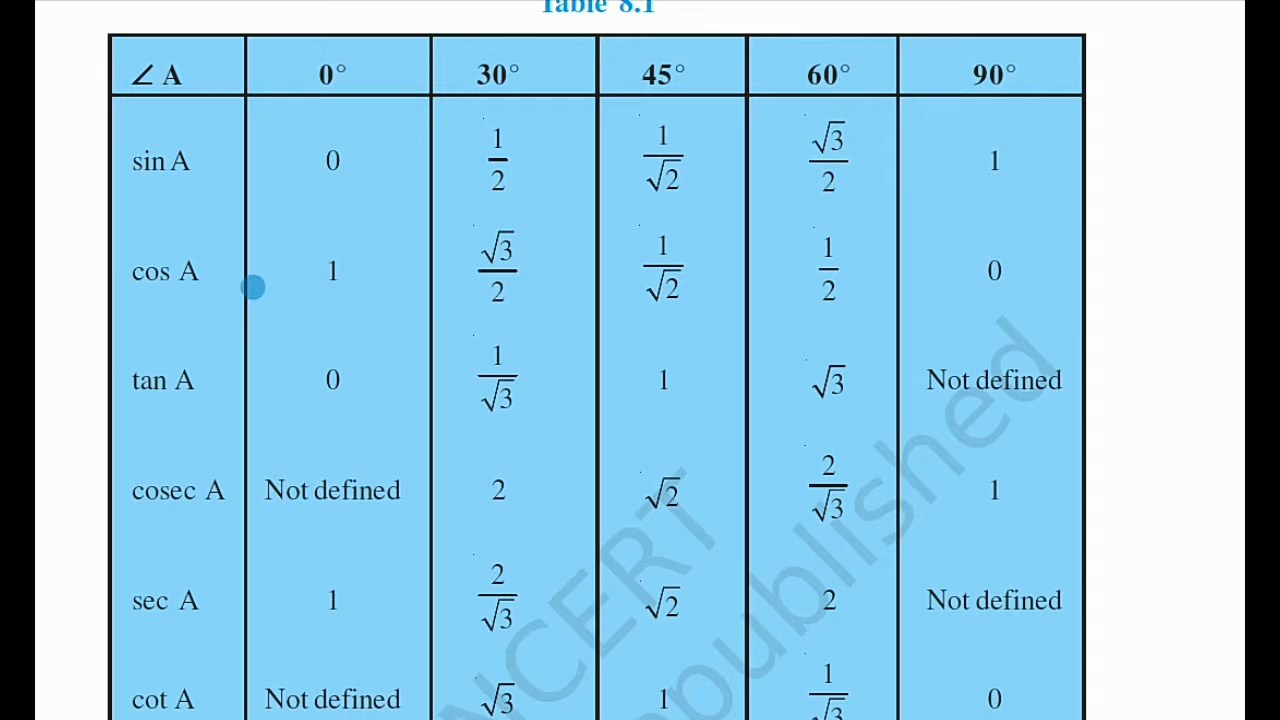 Table 8.1
∠ A 0° 30° 45° 60° 90°
sin A 0 1/2 1/√2 √3/2 1
cos A 1 √3/2 1/√2 1/2 0
tan A 0 1/√3 1 √3 Not defined
cosec A Not defined 2 √2 2/√3 1
sec A 1 2/√3 √2 2 Not defined
cot A Not defined √3 1 1/√3 0
NCERT
republished